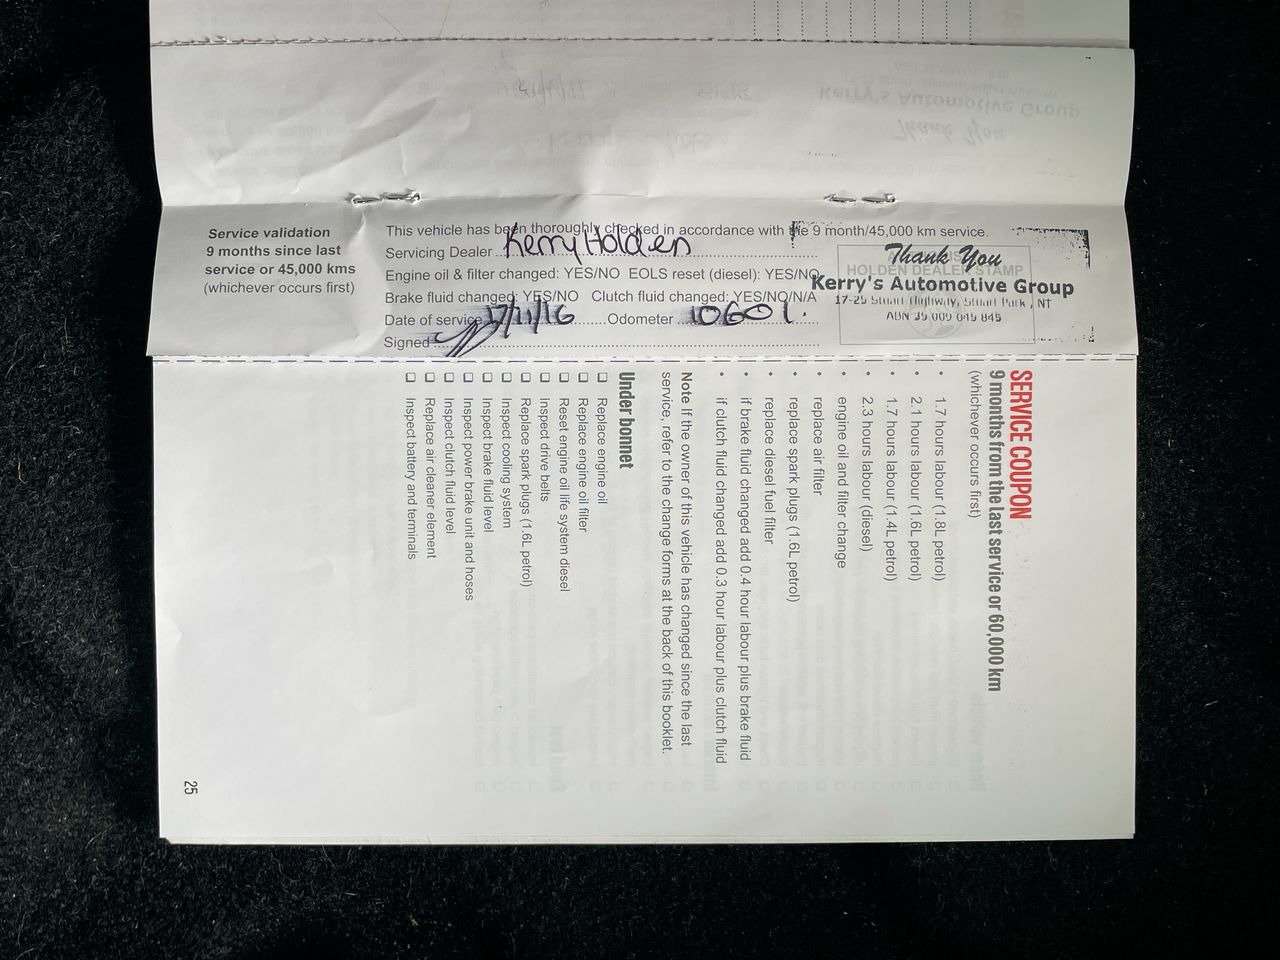 Service validation
9 months since last
service or 45,000 kms
(whichever occurs first)
This vehicle has been thoroughly checked in accordance with the 9 month/45,000 km service.
Servicing Dealer Kerry Holden
Engine oil & filter changed: YES/NO EOLS reset (diesel): YES/NO
Brake fluid changed: YES/NO Clutch fluid changed: YES/NO/N/A
Date of service 17/11/16 Odometer 10601.
Signed
HOLDEN DEALER STAMP
Thank You
Kerry's Automotive Group
17-25 Stuart Highway, Stuart Park, NT
SERVICE COUPON
9 months from the last service or 60,000 km
(whichever occurs first)
• 1.7 hours labour (1.8L petrol)
• 2.1 hours labour (1.6L petrol)
• 1.7 hours labour (1.4L petrol)
• 2.3 hours labour (diesel)
• engine oil and filter change
• replace air filter
• replace spark plugs (1.6L petrol)
• replace diesel fuel filter
• if brake fluid changed add 0.4 hour labour plus brake fluid
• if clutch fluid changed add 0.3 hour labour plus clutch fluid
Note If the owner of this vehicle has changed since the last
service, refer to the change forms at the back of this booklet.
Under bonnet
❑ Replace engine oil
❑ Replace engine oil filter
❑ Reset engine oil life system diesel
❑ Inspect drive belts
❑ Replace spark plugs (1.6L petrol)
❑ Inspect cooling system
❑ Inspect brake fluid level
❑ Inspect power brake unit and hoses
❑ Inspect clutch fluid level
❑ Replace air cleaner element
❑ Inspect battery and terminals
25